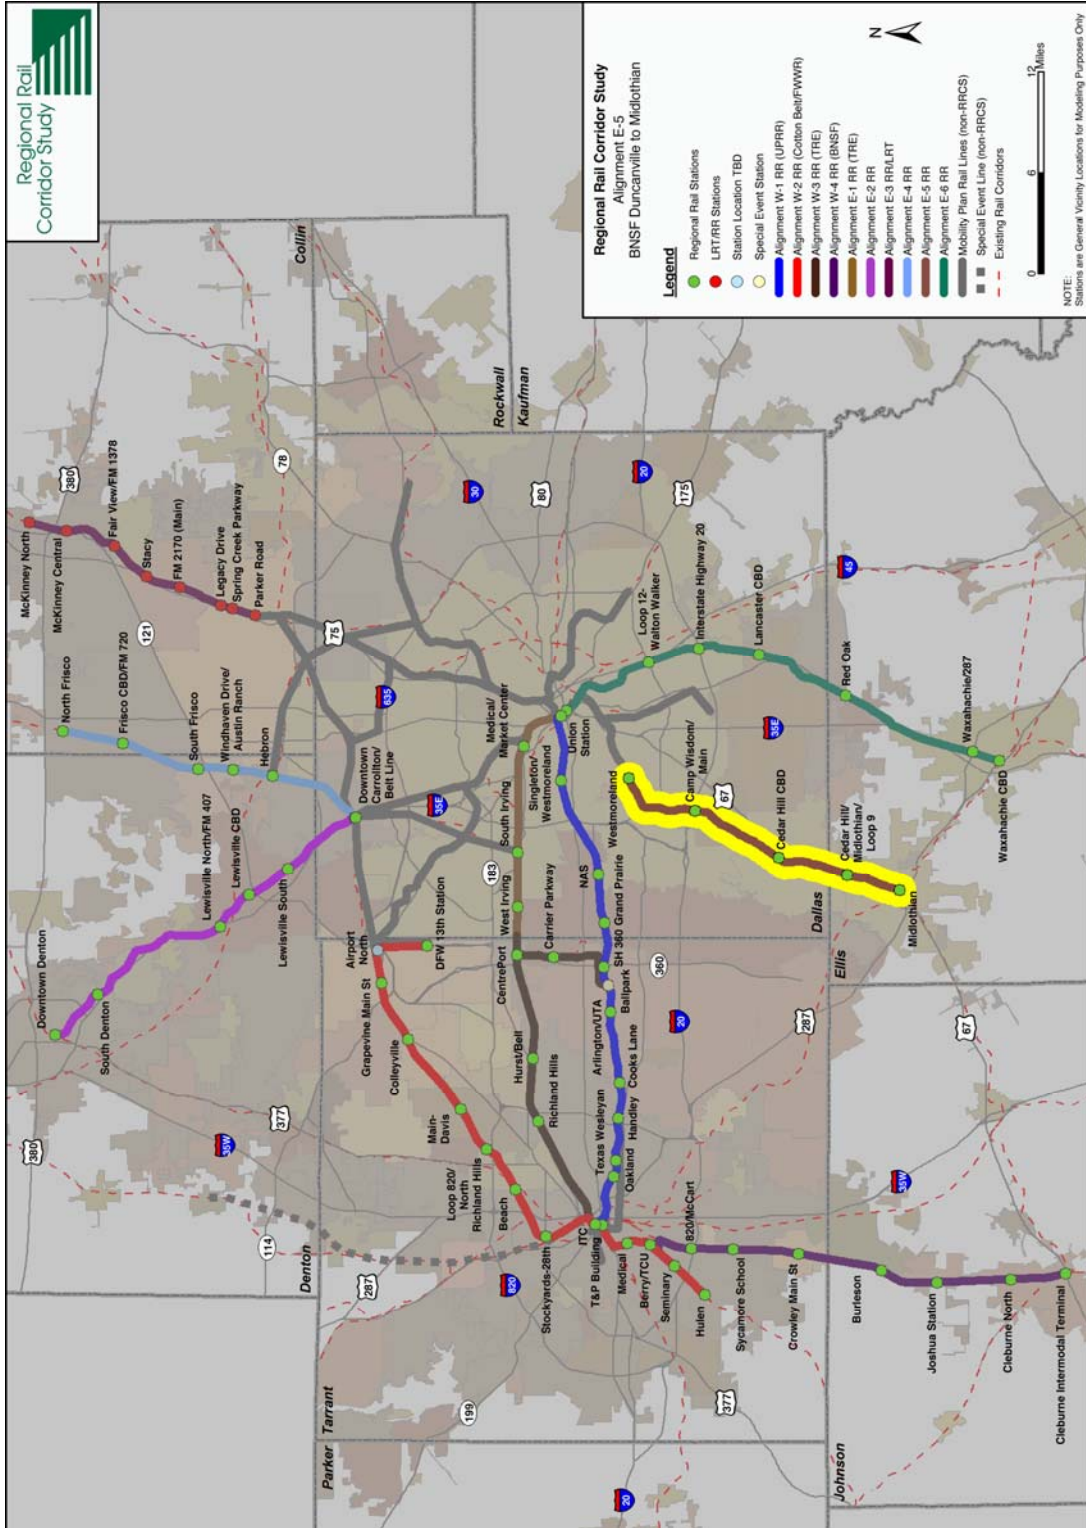 Regional Rail
Corridor Study
Regional Rail Corridor Study
Alignment E-5
BNSF Duncanville to Midlothian
Legend
Regional Rail Stations
LRT/RR Stations
Station Location TBD
Special Event Station
Alignment W-1 RR (UPRR)
Alignment W-2 RR (Cotton Belt/FWWR)
Alignment W-3 RR (TRE)
Alignment W-4 RR (BNSF)
Alignment E-1 RR (TRE)
Alignment E-2 RR
Alignment E-3 RR/LRT
Alignment E-4 RR
Alignment E-5 RR
Alignment E-6 RR
Mobility Plan Rail Lines (non-RRCS)
Special Event Line (non-RRCS)
Existing Rail Corridors
N
0
6
12
Miles
NOTE:
Stations are General Vicinity Locations for Modeling Purposes Only
Denton
Collin
Parker
Tarrant
Rockwall
Kaufman
Dallas
Ellis
Johnson
Downtown Denton
South Denton
Lewisville North/FM 407
Lewisville CBD
Lewisville South
Downtown
Carrollton/
Belt Line
North Frisco
Frisco CBD/FM 720
South Frisco
Windhaven Drive/
Austin Ranch
Hebron
McKinney North
McKinney Central
Fair View/FM 1378
Stacy
FM 2170 (Main)
Legacy Drive
Spring Creek Parkway
Parker Road
Airport
North
DFW 13th Station
Grapevine Main St
Colleyville
Main-
Davis
Loop 820/
North
Richland Hills
Beach
Stockyards-28th
ITC
T&P Building
Medical
Berry/TCU
Seminary
Hulen
820/McCart
Sycamore School
Crowley Main St
Burleson
Joshua Station
Cleburne North
Cleburne Intermodal Terminal
Richland Hills
Hurst/Bell
CentrePort
Carrier Parkway
West Irving
South Irving
Medical/
Market Center
Union
Station
Singleton/
Westmoreland
NAS
Grand Prairie
SH 360
Ballpark
Arlington/UTA
Cooks Lane
Handley
Texas Wesleyan
Oakland
Westmoreland
Camp Wisdom/
Main
Cedar Hill CBD
Cedar Hill/
Midlothian/
Loop 9
Midlothian
Loop 12-
Walton Walker
Interstate Highway 20
Lancaster CBD
Red Oak
Waxahachie/287
Waxahachie CBD
380
35W
377
114
287
820
199
20
377
35W
67
287
20
360
183
35E
635
75
121
78
380
30
80
20
175
45
35E
67